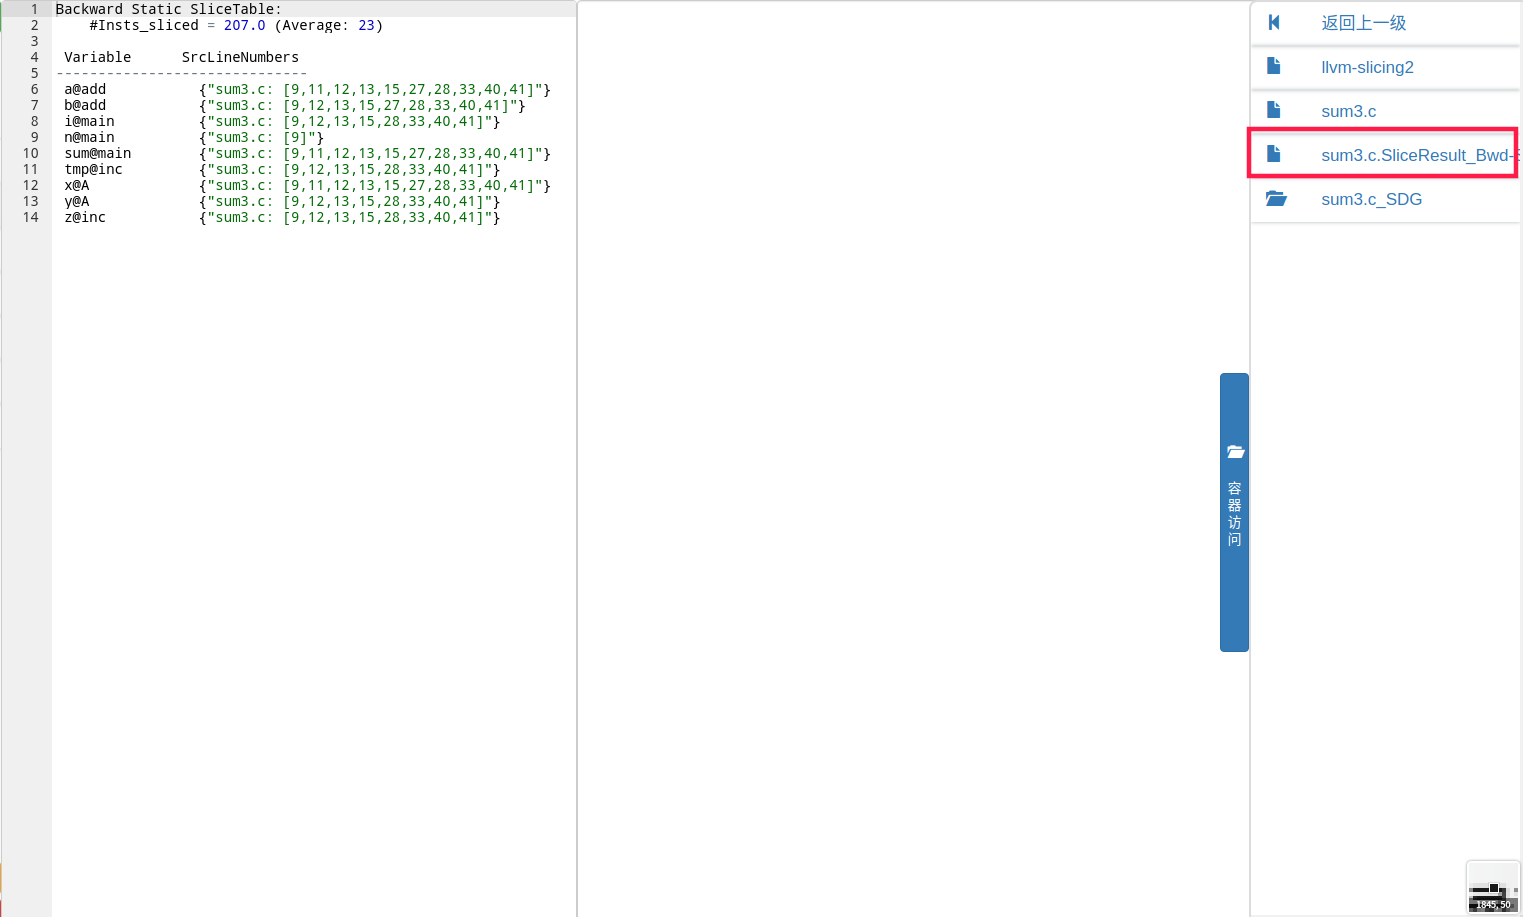 1 Backward Static SliceTable:
2 #Insts_sliced = 207.0 (Average: 23)
3
4 Variable SrcLineNumbers
5 ------------------------------
6 a@add {"sum3.c: [9,11,12,13,15,27,28,33,40,41]"}
7 b@add {"sum3.c: [9,12,13,15,27,28,33,40,41]"}
8 i@main {"sum3.c: [9,12,13,15,28,33,40,41]"}
9 n@main {"sum3.c: [9]"}
10 sum@main {"sum3.c: [9,11,12,13,15,27,28,33,40,41]"}
11 tmp@inc {"sum3.c: [9,12,13,15,28,33,40,41]"}
12 x@A {"sum3.c: [9,11,12,13,15,27,28,33,40,41]"}
13 y@A {"sum3.c: [9,12,13,15,28,33,40,41]"}
14 z@inc {"sum3.c: [9,12,13,15,28,33,40,41]"}
容器访问
返回上一级
llvm-slicing2
sum3.c
sum3.c.SliceResult_Bwd-
sum3.c_SDG
1845, 50